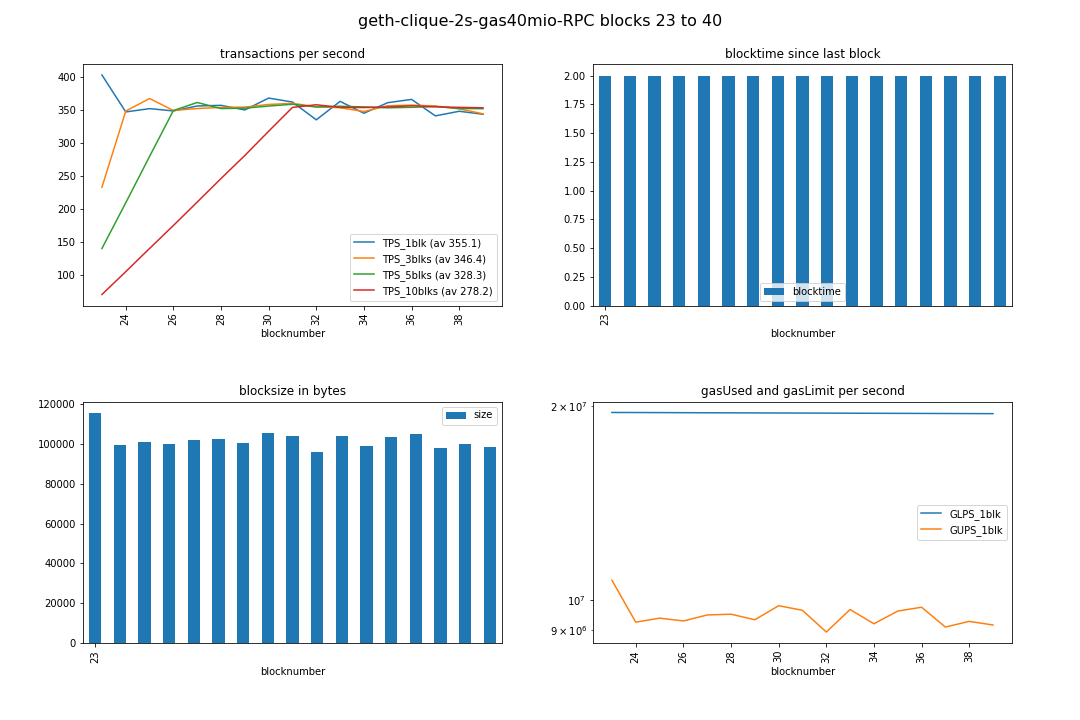 geth-clique-2s-gas40mio-RPC blocks 23 to 40
transactions per second
400
350
300
250
200
150
100
TPS_1blk (av 355.1)
TPS_3blks (av 346.4)
TPS_5blks (av 328.3)
TPS_10blks (av 278.2)
24 26 28 30 32 34 36 38
blocknumber
blocktime since last block
2.00
1.75
1.50
1.25
1.00
0.75
0.50
0.25
0.00
blocktime
23
blocknumber
blocksize in bytes
120000
100000
80000
60000
40000
20000
0
size
23
blocknumber
gasUsed and gasLimit per second
2 × 10⁷
10⁷
9 × 10⁶
GLPS_1blk
GUPS_1blk
24 26 28 30 32 34 36 38
blocknumber